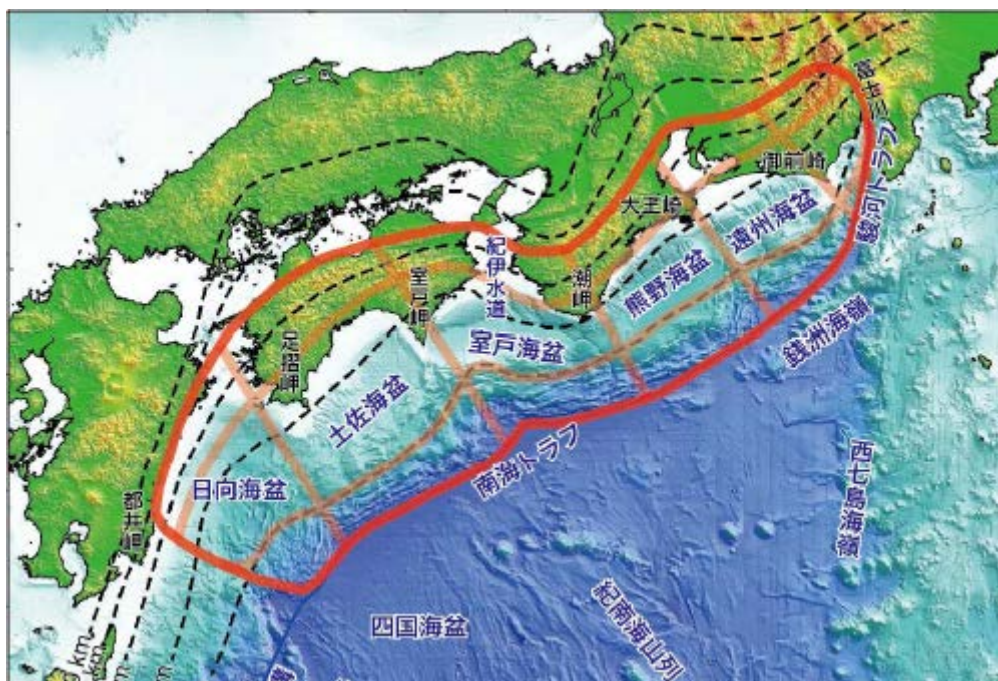 富士川
駿河トラフ
御前崎
大王崎
遠州海盆
熊野海盆
潮岬
紀伊水道
室戸岬
室戸海盆
銭洲海嶺
足摺岬
土佐海盆
南海トラフ
西七島海嶺
日向海盆
都井岬
四国海盆
紀南海山列
km
km
m